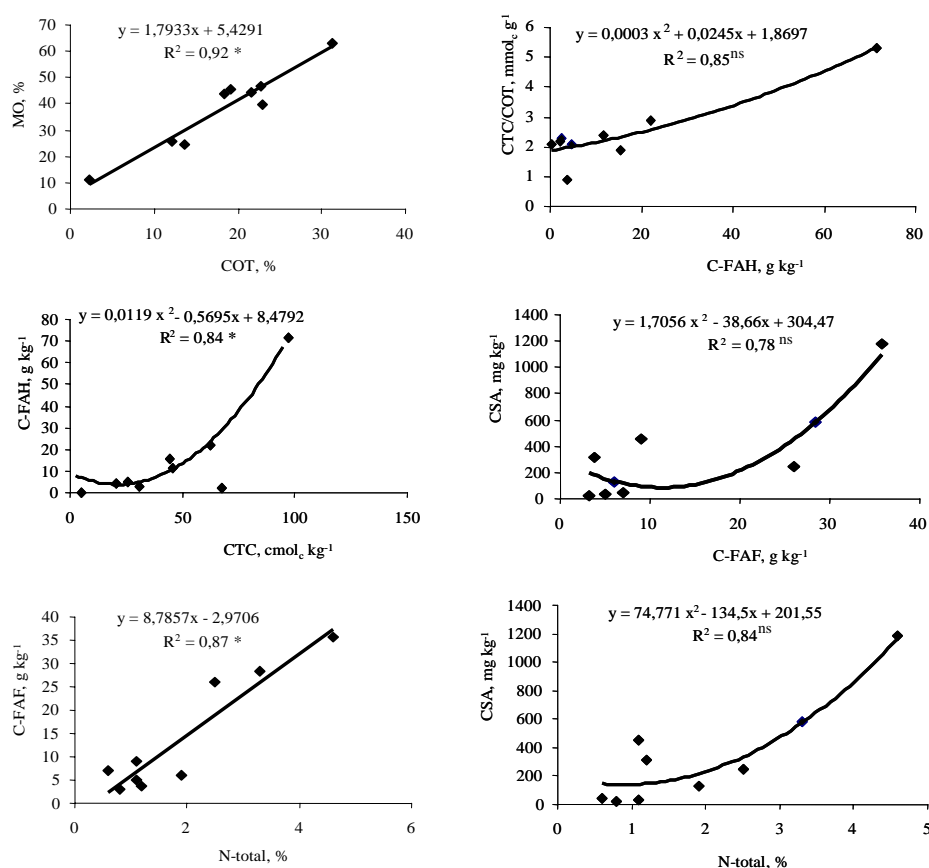 y = 1,7933x + 5,4291
R² = 0,92 *
MO, %
70
60
50
40
30
20
10
0
0 10 20 30 40
COT, %
y = 0,0003 x² + 0,0245x + 1,8697
R² = 0,85ns
CTC/COT, mmolc g-1
6
5
4
3
2
1
0
0 20 40 60 80
C-FAH, g kg-1
y = 0,0119 x² - 0,5695x + 8,4792
R² = 0,84 *
C-FAH, g kg-1
80
70
60
50
40
30
20
10
0
0 50 100 150
CTC, cmolc kg-1
y = 1,7056 x² - 38,66x + 304,47
R² = 0,78 ns
CSA, mg kg-1
1400
1200
1000
800
600
400
200
0
0 10 20 30 40
C-FAF, g kg-1
y = 8,7857x - 2,9706
R² = 0,87 *
C-FAF, g kg-1
40
35
30
25
20
15
10
5
0
0 2 4 6
N-total, %
y = 74,771 x² - 134,5x + 201,55
R² = 0,84ns
CSA, mg kg-1
1400
1200
1000
800
600
400
200
0
0 1 2 3 4 5
N-total, %